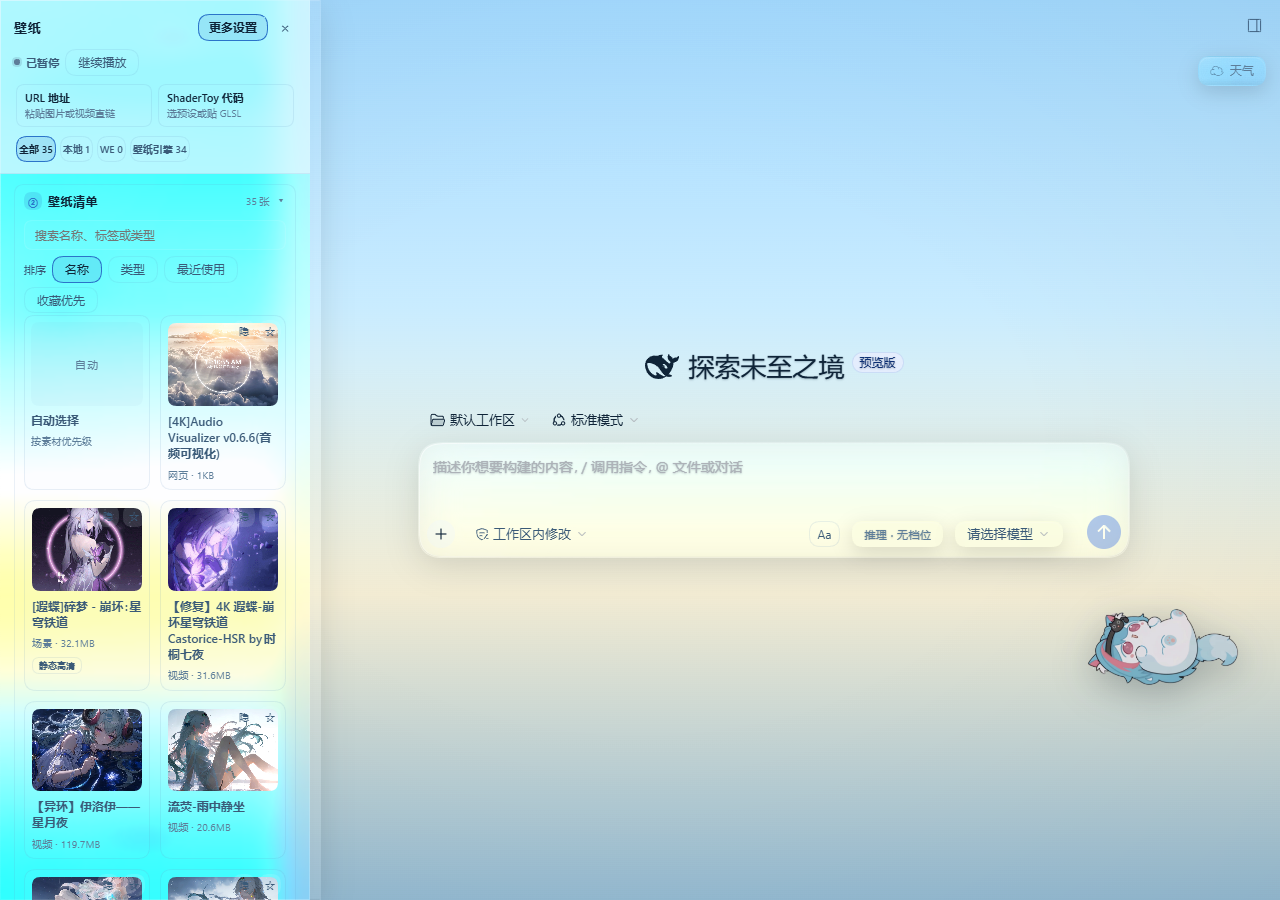 壁纸
更多设置
×
已暂停
继续播放
URL 地址
粘贴图片或视频直链
ShaderToy 代码
选预设或贴 GLSL
全部 35
本地 1
WE 0
壁纸引擎 34
② 壁纸清单
35 张
搜索名称、标签或类型
排序
名称
类型
最近使用
收藏优先
自动
自动选择
按素材优先级
隐
[4K]Audio
Visualizer v0.6.6(音
频可视化)
网页 · 1KB
[遐蝶]碎梦 - 崩坏:星
穹铁道
场景 · 32.1MB
静态高清
【修复】4K 遐蝶-崩
坏星穹铁道
Castorice-HSR by 时
桐七夜
视频 · 31.6MB
【异环】伊洛伊——
星月夜
视频 · 119.7MB
隐
流荧-雨中静坐
视频 · 20.6MB
天气
探索未至之境
预览版
默认工作区
标准模式
描述你想要构建的内容, / 调用指令, @ 文件或对话
工作区内修改
Aa
推理 · 无档位
请选择模型